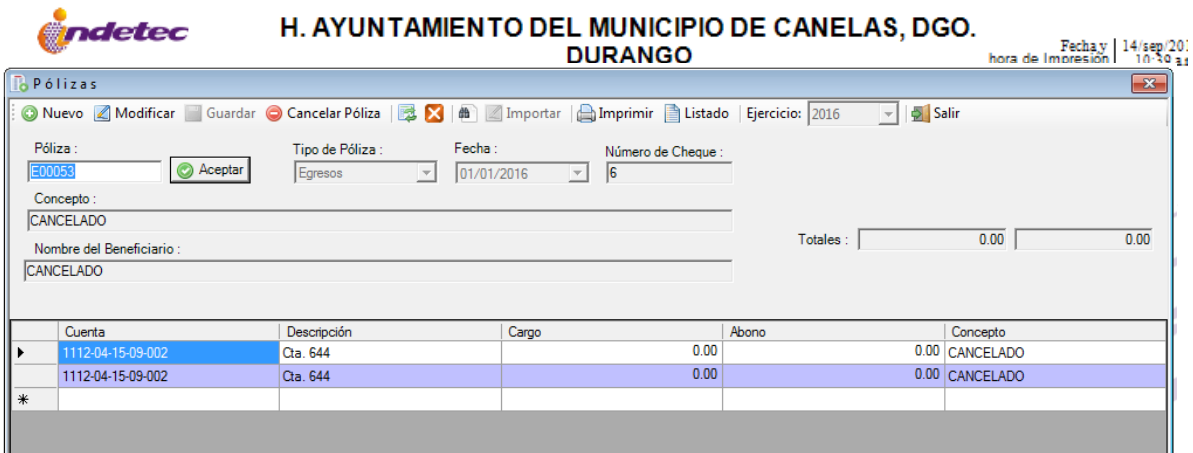 indetec
H. AYUNTAMIENTO DEL MUNICIPIO DE CANELAS, DGO.
DURANGO
Fecha y 14/sep/201
hora de Impresión 10:39 a.
Pólizas
Nuevo Modificar Guardar Cancelar Póliza Importar Imprimir Listado Ejercicio: 2016 Salir
Póliza : Tipo de Póliza : Fecha : Número de Cheque :
E00053 Aceptar Egresos 01/01/2016 6
Concepto :
CANCELADO
Totales : 0.00 0.00
Nombre del Beneficiario :
CANCELADO
Cuenta Descripción Cargo Abono Concepto
1112-04-15-09-002 Cta. 644 0.00 0.00 CANCELADO
1112-04-15-09-002 Cta. 644 0.00 0.00 CANCELADO